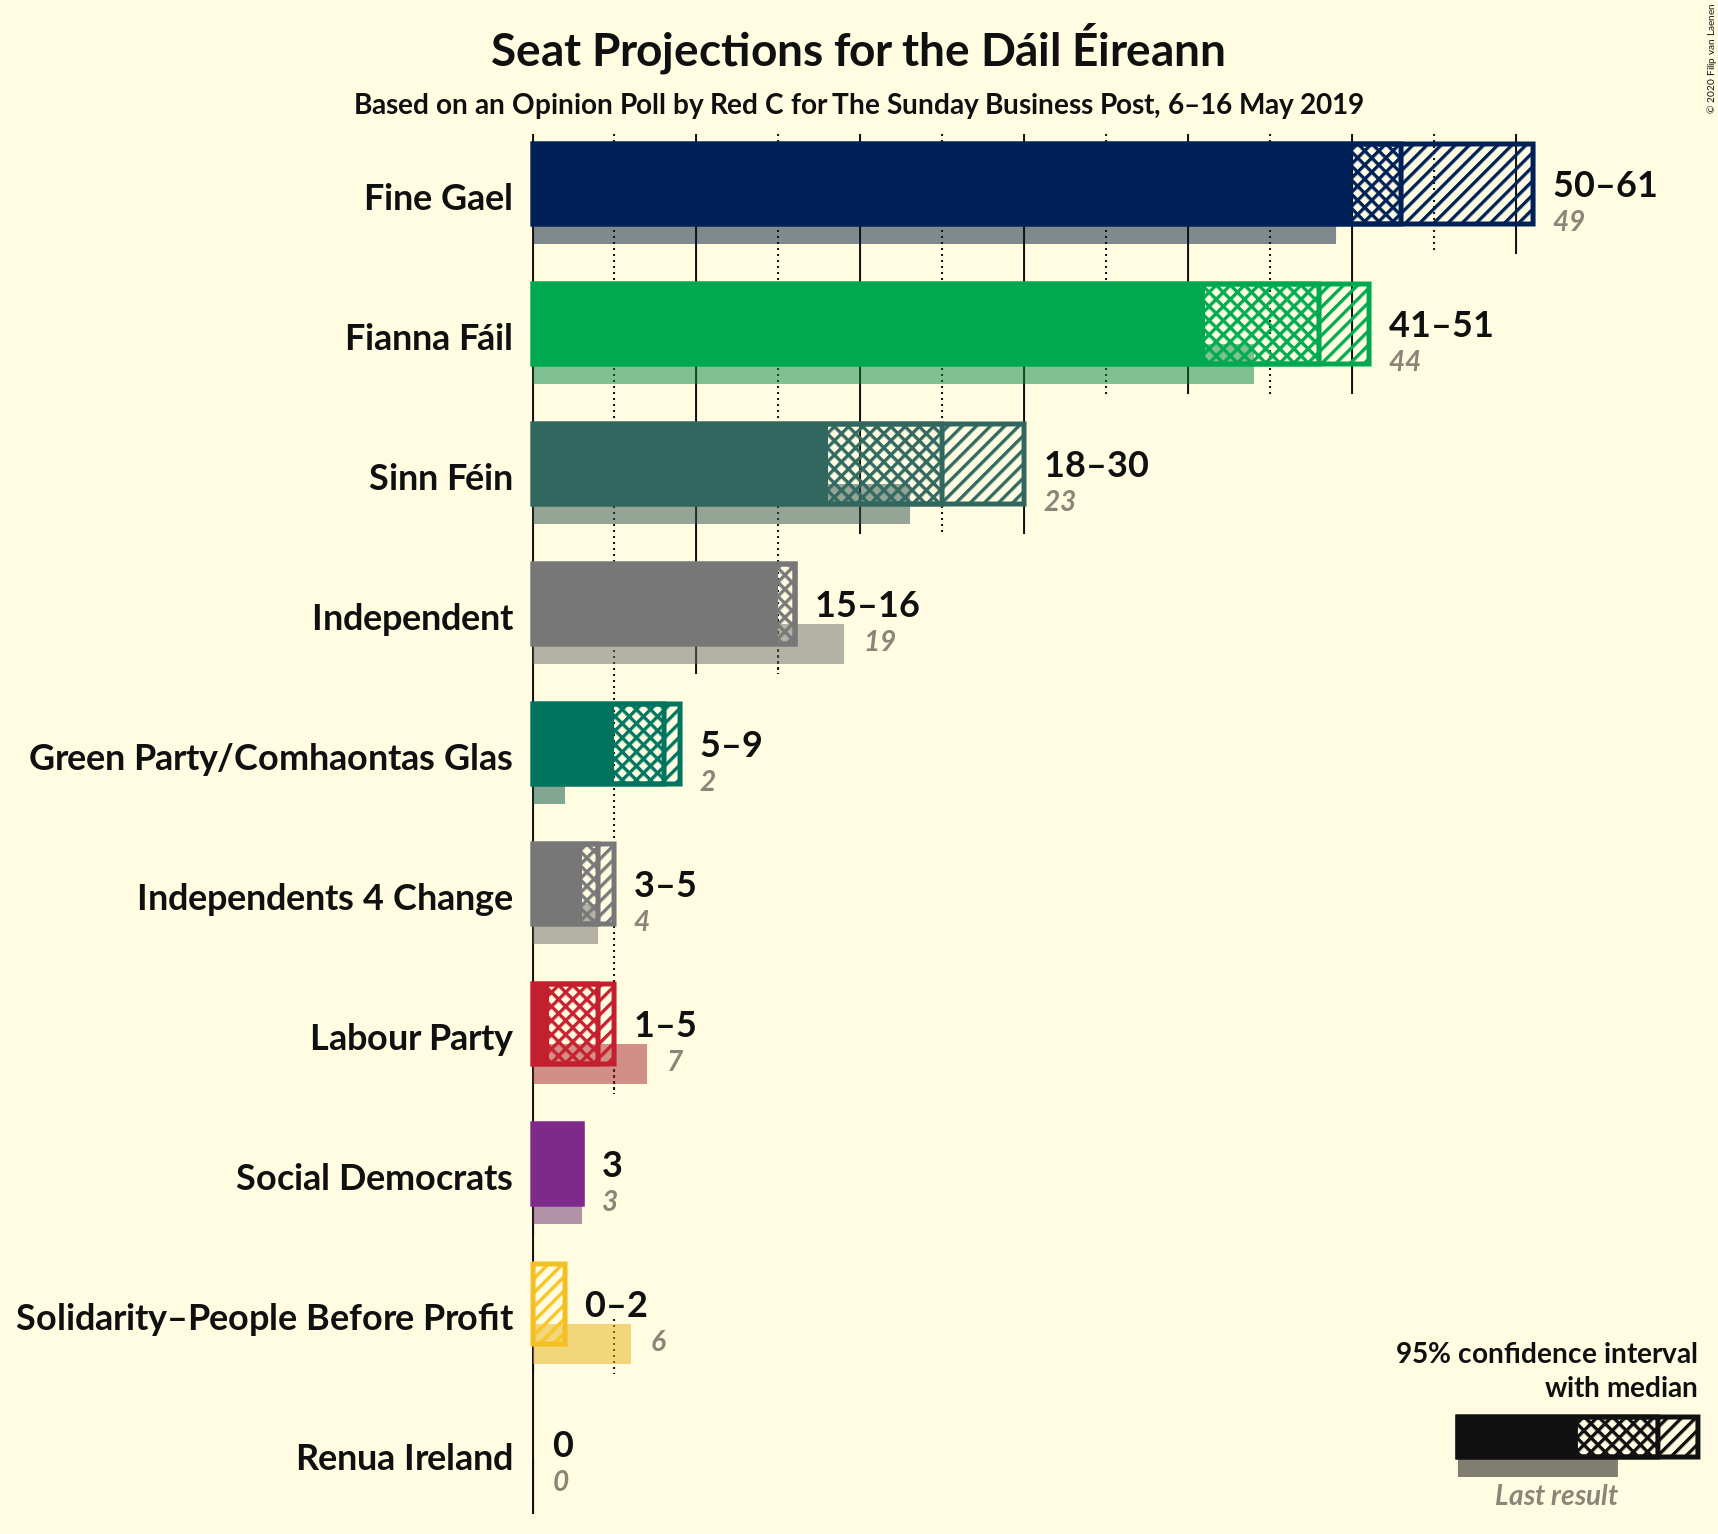 Seat Projections for the Dáil Éireann
Based on an Opinion Poll by Red C for The Sunday Business Post, 6–16 May 2019
© 2020 Filip van Laenen
Fine Gael
50–61
49
Fianna Fáil
41–51
44
Sinn Féin
18–30
23
Independent
15–16
19
Green Party/Comhaontas Glas
5–9
2
Independents 4 Change
3–5
4
Labour Party
1–5
7
Social Democrats
3
3
Solidarity–People Before Profit
0–2
6
Renua Ireland
0
0
95% confidence interval
with median
Last result